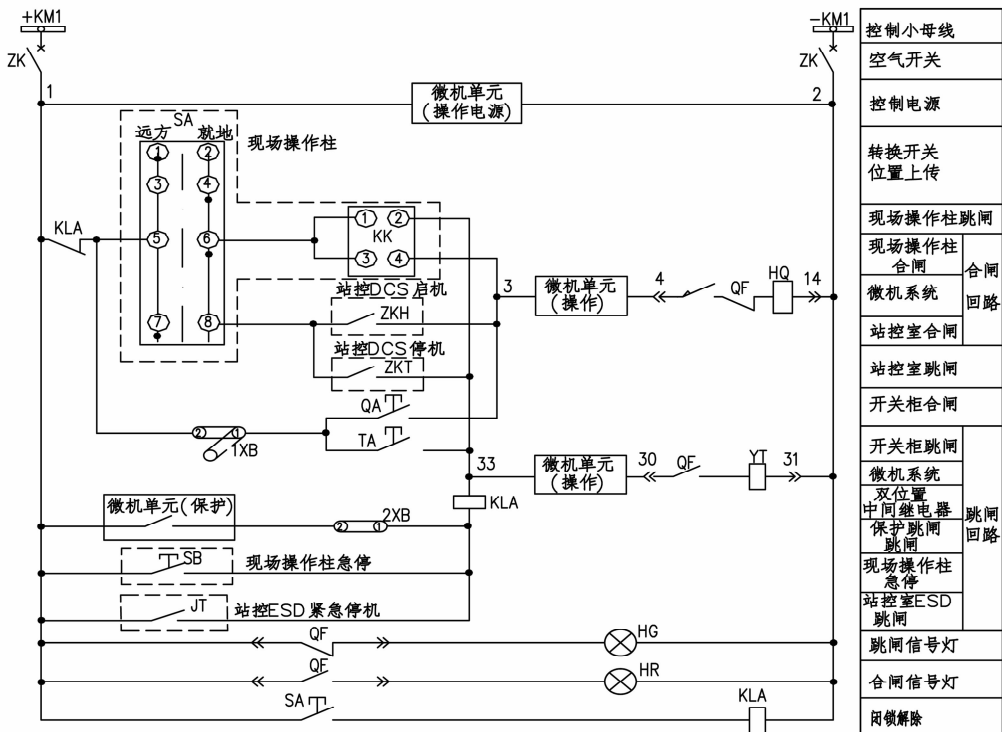 +KM1
-KM1
ZK
ZK
1
2
微机单元
(操作电源)
SA
远方
就地
现场操作柱
1
2
3
4
KLA
5
6
7
8
1
2
KK
3
4
站控DCS启机
ZKH
站控DCS停机
ZKT
3
微机单元
(操作)
4
QF
HQ
14
QA
TA
2
1
1XB
33
微机单元
(操作)
30
QF
YT
31
KLA
微机单元(保护)
2
1
2XB
SB
现场操作柱急停
JT
站控ESD紧急停机
QF
HG
QF
HR
SA
KLA
控制小母线
空气开关
控制电源
转换开关
位置上传
现场操作柱跳闸
现场操作柱
合闸
微机系统
站控室合闸
合闸
回路
站控室跳闸
开关柜合闸
开关柜跳闸
微机系统
双位置
中间继电器
保护跳闸
跳闸
现场操作柱
急停
站控室ESD
跳闸
跳闸
回路
跳闸信号灯
合闸信号灯
闭锁解除